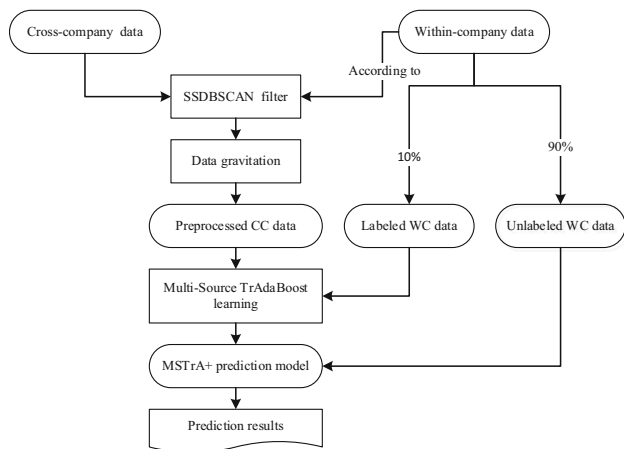 Cross-company data
Within-company data
According to
SSDBSCAN filter
Data gravitation
10%
90%
Preprocessed CC data
Labeled WC data
Unlabeled WC data
Multi-Source TrAdaBoost
learning
MSTrA+ prediction model
Prediction results